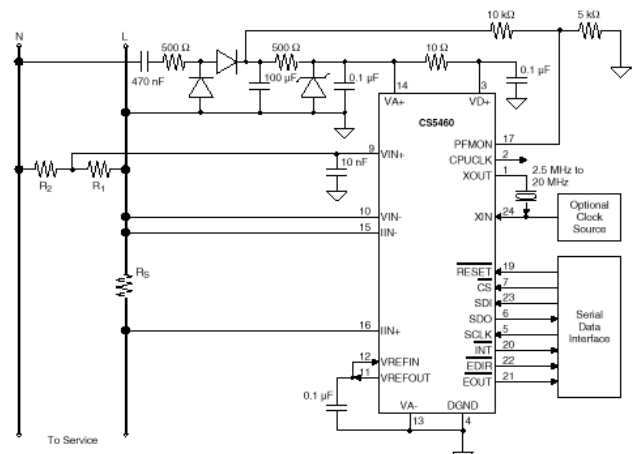 10 kΩ
5 kΩ
N
L
500 Ω
500 Ω
10 Ω
470 nF
100 µF
0.1 µF
0.1 µF
14
3
VA+
VD+
CS5460
9
VIN+
PFMON
17
CPUCLK
2
XOUT
1
2.5 MHz to
20 MHz
R2
R1
10 nF
10
VIN-
15
IIN-
XIN
24
Optional
Clock
Source
RS
RESET
19
CS
7
SDI
23
SDO
6
SCLK
5
INT
20
EDIR
22
EOUT
21
Serial
Data
Interface
16
IIN+
12
VREFIN
11
VREFOUT
0.1 µF
VA-
DGND
13
4
To Service